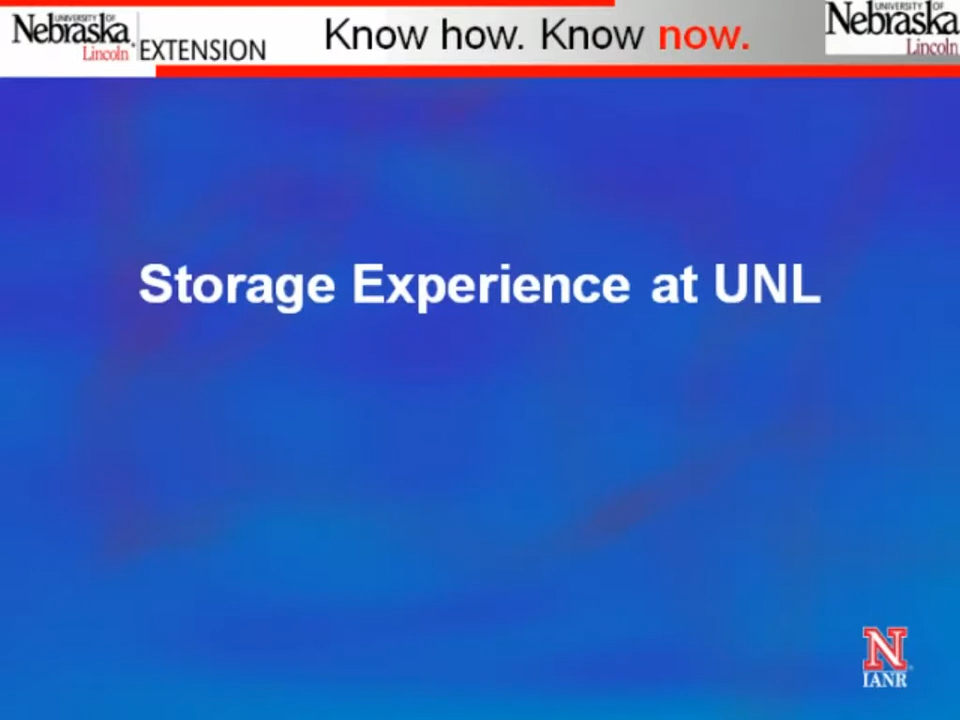 UNIVERSITY OF
Nebraska
Lincoln
EXTENSION
Know how. Know now.
UNIVERSITY OF
Nebraska
Lincoln
Storage Experience at UNL
N
IANR